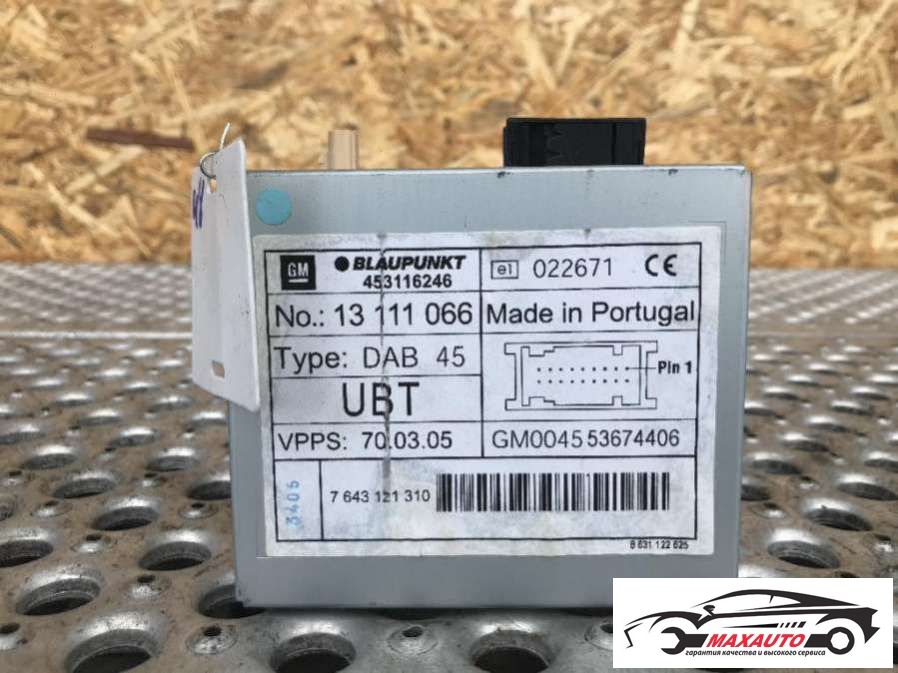 GM
BLAUPUNKT
453116246
e1 022671 CE
No.: 13 111 066
Made in Portugal
Type: DAB 45
Pin 1
UBT
VPPS: 70.03.05
GM0045 53674406
3405
7 643 121 310
8 631 122 625
MAXAUTO
гарантия качества и высокого сервиса